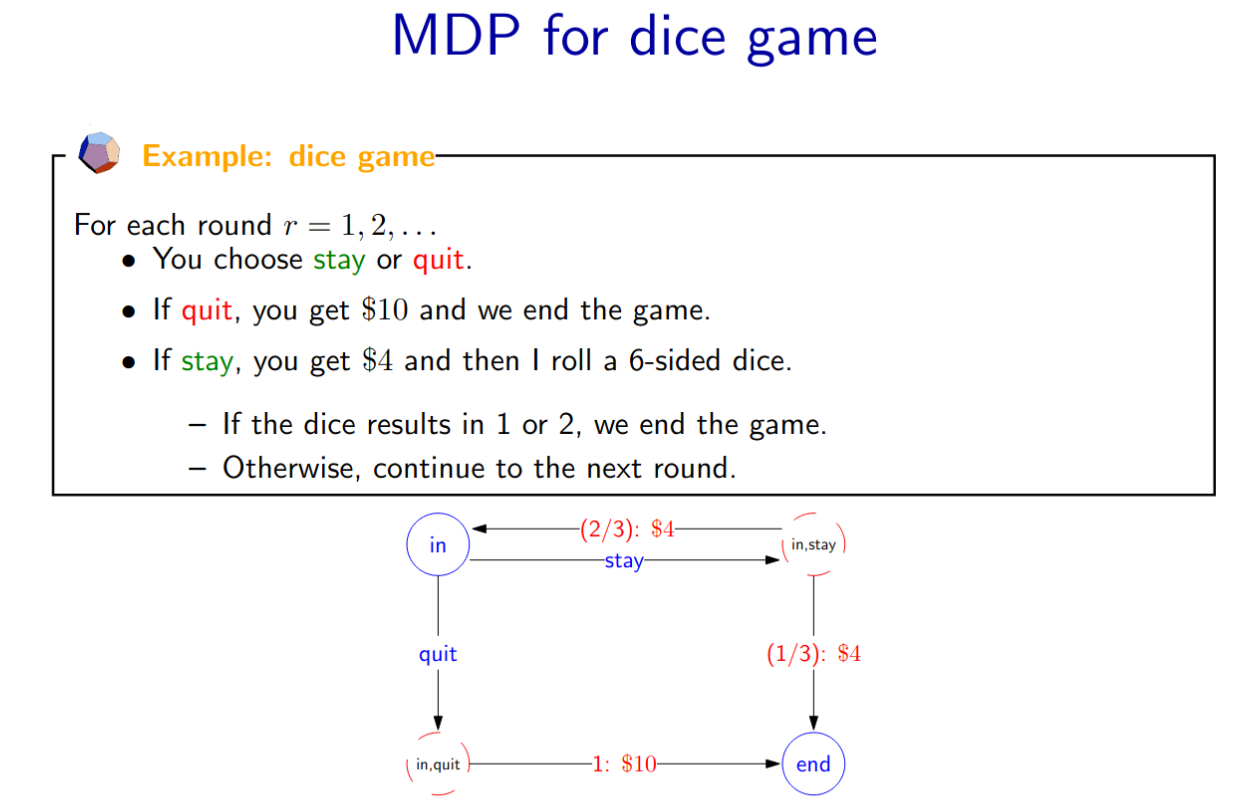 MDP for dice game
Example: dice game
For each round r = 1, 2, . . .
• You choose stay or quit.
• If quit, you get $10 and we end the game.
• If stay, you get $4 and then I roll a 6-sided dice.
– If the dice results in 1 or 2, we end the game.
– Otherwise, continue to the next round.
(2/3): $4
in
in,stay
stay
quit
(1/3): $4
in,quit
1: $10
end